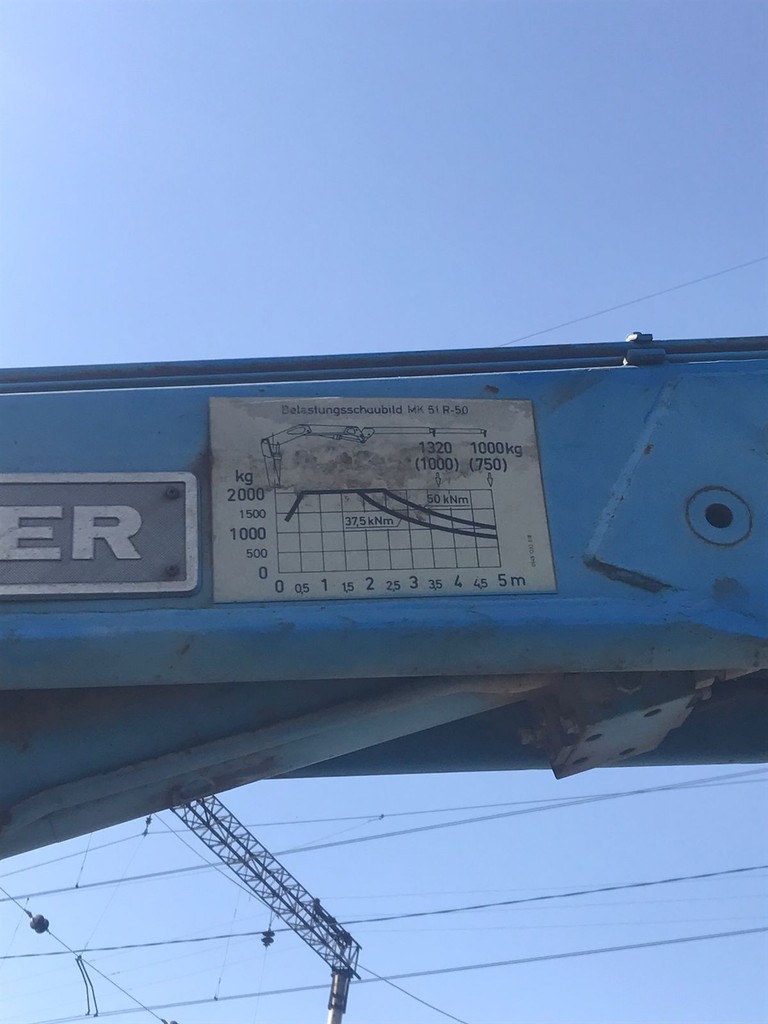 Belastungsschaubild MK 51 R-50
1320 1000kg
(1000) (750)
kg
2000
1500
1000
500
0
50 kNm
37,5 kNm
0 0,5 1 1,5 2 2,5 3 3,5 4 4,5 5 m
ER